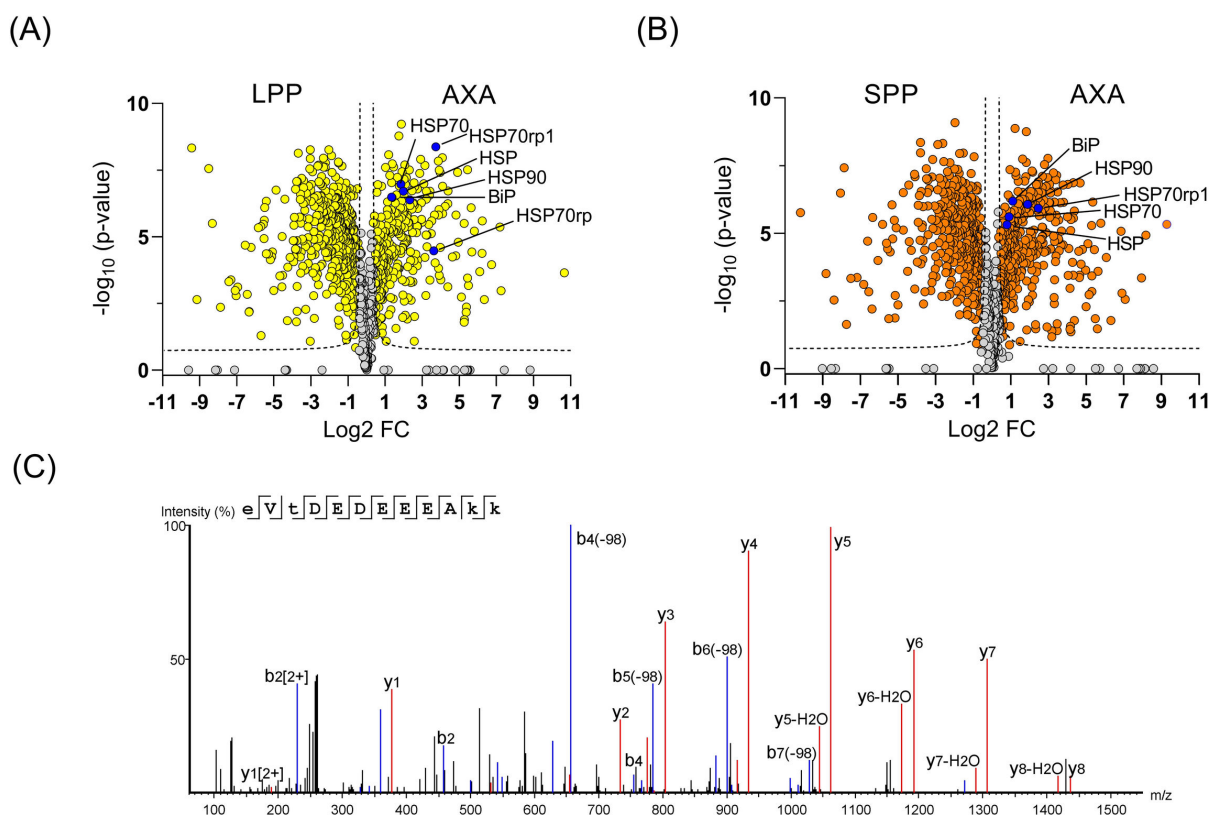 (A)
LPP
AXA
10
5
0
-log10 (p-value)
HSP70
HSP70rp1
HSP
HSP90
BiP
HSP70rp
-11 -9 -7 -5 -3 -1 1 3 5 7 9 11
Log2 FC
(B)
SPP
AXA
10
5
0
-log10 (p-value)
BiP
HSP90
HSP70rp1
HSP70
HSP
-11 -9 -7 -5 -3 -1 1 3 5 7 9 11
Log2 FC
(C)
Intensity (%)
e V t D E D E E E A k k
100
50
b4(-98)
y5
y4
y3
b5(-98)
b6(-98)
y6
y7
b2[2+]
y1
y2
y6-H2O
y5-H2O
b2
b4
b7(-98)
y7-H2O
y1[2+]
y8-H2O
y8
100 200 300 400 500 600 700 800 900 1000 1100 1200 1300 1400 1500
m/z